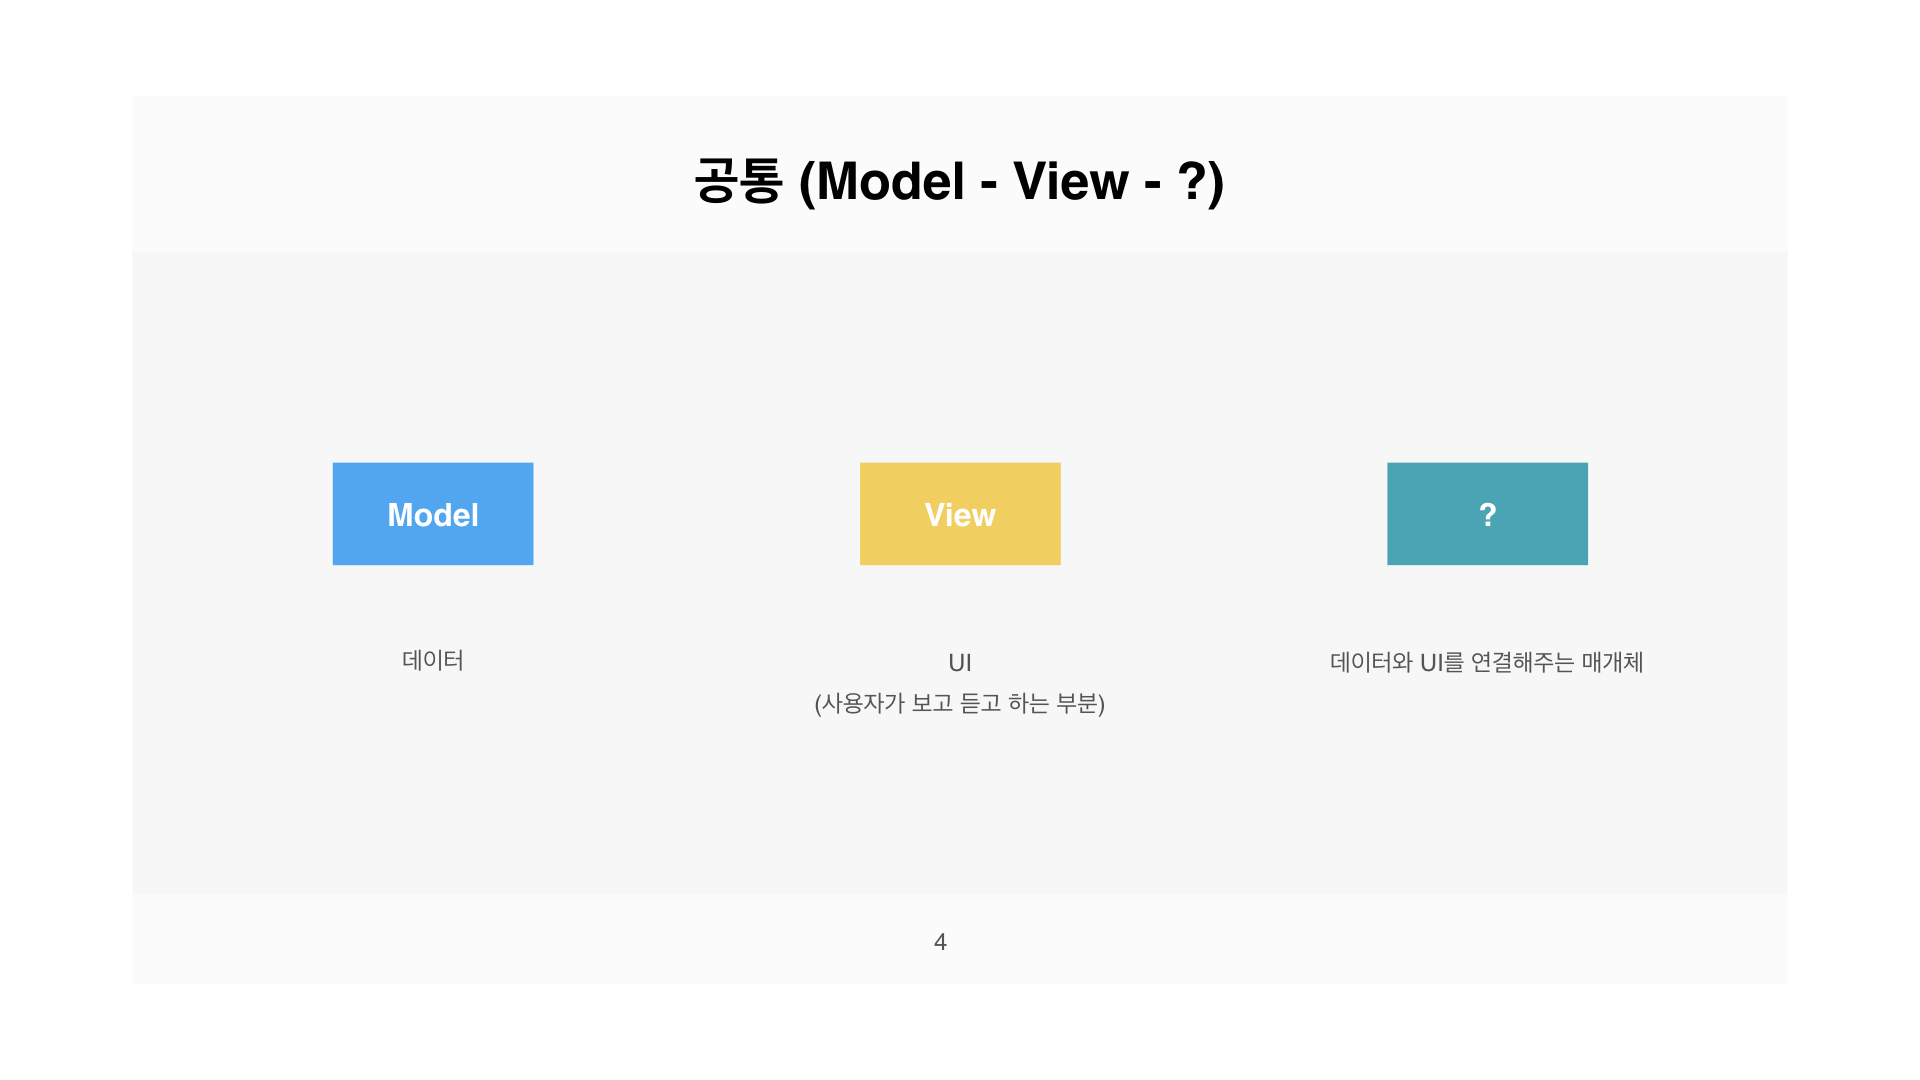 공통 (Model - View - ?)
Model
View
?
데이터
UI
(사용자가 보고 듣고 하는 부분)
데이터와 UI를 연결해주는 매개체
4